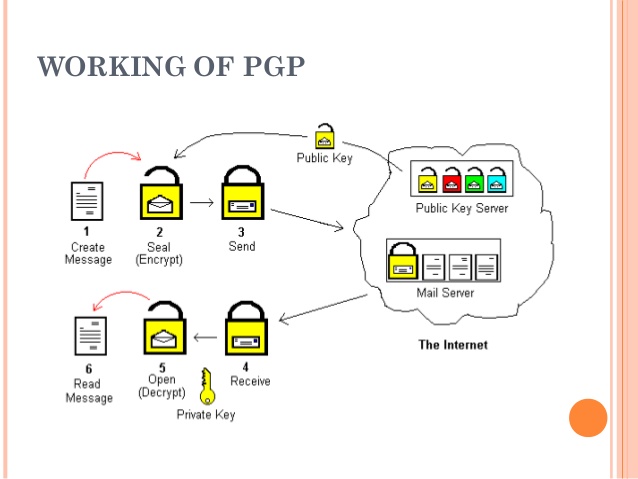 WORKING OF PGP
Public Key
Public Key Server
1
Create
Message
2
Seal
(Encrypt)
3
Send
Mail Server
The Internet
6
Read
Message
5
Open
(Decrypt)
4
Receive
Private Key